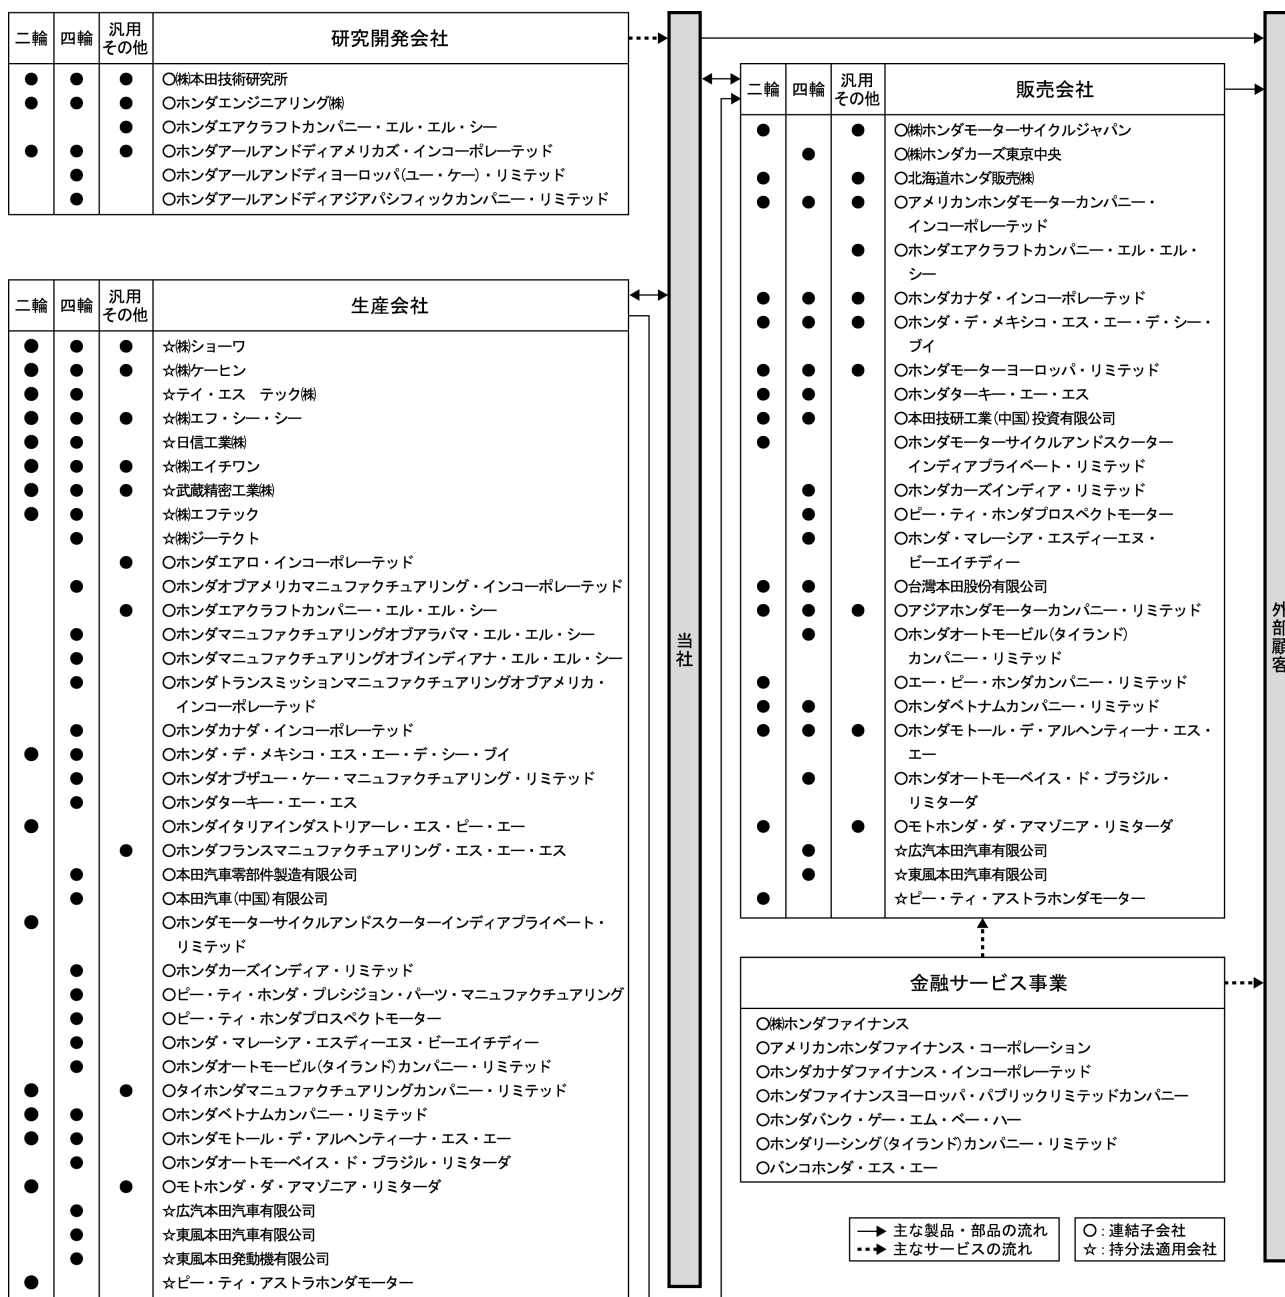 二輪 四輪 汎用その他 研究開発会社
● ● ● ○㈱本田技術研究所
● ● ● ○ホンダエンジニアリング㈱
● ○ホンダエアクラフトカンパニー・エル・エル・シー
● ● ● ○ホンダアールアンドディアメリカズ・インコーポレーテッド
● ○ホンダアールアンドディヨーロッパ(ユー・ケー)・リミテッド
● ○ホンダアールアンドディアジアパシフィックカンパニー・リミテッド
二輪 四輪 汎用その他 生産会社
● ● ● ☆㈱ショーワ
● ● ● ☆㈱ケーヒン
● ● ☆テイ・エス テック㈱
● ● ● ☆㈱エフ・シー・シー
● ● ☆日信工業㈱
● ● ● ☆㈱エイチワン
● ● ● ☆武蔵精密工業㈱
● ● ☆㈱エフテック
● ☆㈱ジーテクト
● ○ホンダエアロ・インコーポレーテッド
● ○ホンダオブアメリカマニュファクチュアリング・インコーポレーテッド
● ○ホンダエアクラフトカンパニー・エル・エル・シー
● ○ホンダマニュファクチュアリングオブアラバマ・エル・エル・シー
● ○ホンダマニュファクチュアリングオブインディアナ・エル・エル・シー
● ○ホンダトランスミッションマニュファクチュアリングオブアメリカ・
インコーポレーテッド
● ○ホンダカナダ・インコーポレーテッド
● ● ○ホンダ・デ・メキシコ・エス・エー・デ・シー・ブイ
● ○ホンダオブザユー・ケー・マニュファクチュアリング・リミテッド
● ○ホンダターキー・エー・エス
● ○ホンダイタリアインダストリアーレ・エス・ピー・エー
● ○ホンダフランスマニュファクチュアリング・エス・エー・エス
● ○本田汽車零部件製造有限公司
● ○本田汽車(中国)有限公司
● ○ホンダモーターサイクルアンドスクーターインディアプライベート・
リミテッド
● ○ホンダカーズインディア・リミテッド
● ○ピー・ティ・ホンダ・プレシジョン・パーツ・マニュファクチュアリング
● ○ピー・ティ・ホンダプロスペクトモーター
● ○ホンダ・マレーシア・エスディーエヌ・ビーエイチディー
● ○ホンダオートモービル(タイランド)カンパニー・リミテッド
● ● ○タイホンダマニュファクチュアリングカンパニー・リミテッド
● ● ○ホンダベトナムカンパニー・リミテッド
● ● ○ホンダモトール・デ・アルヘンティーナ・エス・エー
● ○ホンダオートモーベイス・ド・ブラジル・リミターダ
● ● ○モトホンダ・ダ・アマゾニア・リミターダ
● ☆広汽本田汽車有限公司
● ☆東風本田汽車有限公司
● ☆東風本田発動機有限公司
● ☆ピー・ティ・アストラホンダモーター
当社
二輪 四輪 汎用その他 販売会社
● ● ○㈱ホンダモーターサイクルジャパン
● ○㈱ホンダカーズ東京中央
● ● ○北海道ホンダ販売㈱
● ● ● ○アメリカンホンダモーターカンパニー・
インコーポレーテッド
● ○ホンダエアクラフトカンパニー・エル・エル・
シー
● ● ● ○ホンダカナダ・インコーポレーテッド
● ● ● ○ホンダ・デ・メキシコ・エス・エー・デ・シー・
ブイ
● ● ● ○ホンダモーターヨーロッパ・リミテッド
● ● ○ホンダターキー・エー・エス
● ● ○本田技研工業(中国)投資有限公司
● ○ホンダモーターサイクルアンドスクーター
インディアプライベート・リミテッド
● ○ホンダカーズインディア・リミテッド
● ○ピー・ティ・ホンダプロスペクトモーター
● ○ホンダ・マレーシア・エスディーエヌ・
ビーエイチディー
● ● ○台灣本田股份有限公司
● ● ● ○アジアホンダモーターカンパニー・リミテッド
● ○ホンダオートモービル(タイランド)
カンパニー・リミテッド
● ○エー・ピー・ホンダカンパニー・リミテッド
● ● ○ホンダベトナムカンパニー・リミテッド
● ● ● ○ホンダモトール・デ・アルヘンティーナ・エス・
エー
● ○ホンダオートモーベイス・ド・ブラジル・
リミターダ
● ● ○モトホンダ・ダ・アマゾニア・リミターダ
● ☆広汽本田汽車有限公司
● ☆東風本田汽車有限公司
● ☆ピー・ティ・アストラホンダモーター
金融サービス事業
○㈱ホンダファイナンス
○アメリカンホンダファイナンス・コーポレーション
○ホンダカナダファイナンス・インコーポレーテッド
○ホンダファイナンスヨーロッパ・パブリックリミテッドカンパニー
○ホンダバンク・ゲー・エム・ベー・ハー
○ホンダリーシング(タイランド)カンパニー・リミテッド
○バンコホンダ・エス・エー
主な製品・部品の流れ
主なサービスの流れ
○:連結子会社
☆:持分法適用会社
外部顧客